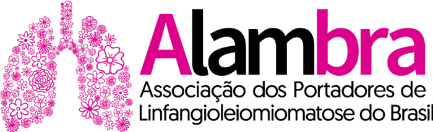 Alambra
Associação dos Portadores de
Linfangioleiomiomatose do Brasil